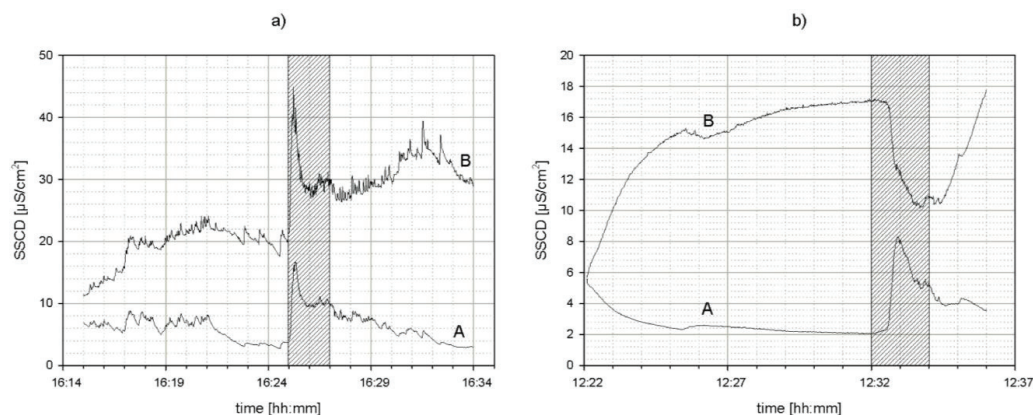 a)
50
40
30
20
10
0
SSCD [µS/cm²]
B
A
16:14 16:19 16:24 16:29 16:34
time [hh:mm]
b)
20
18
16
14
12
10
8
6
4
2
0
SSCD [µS/cm²]
B
A
12:22 12:27 12:32 12:37
time [hh:mm]